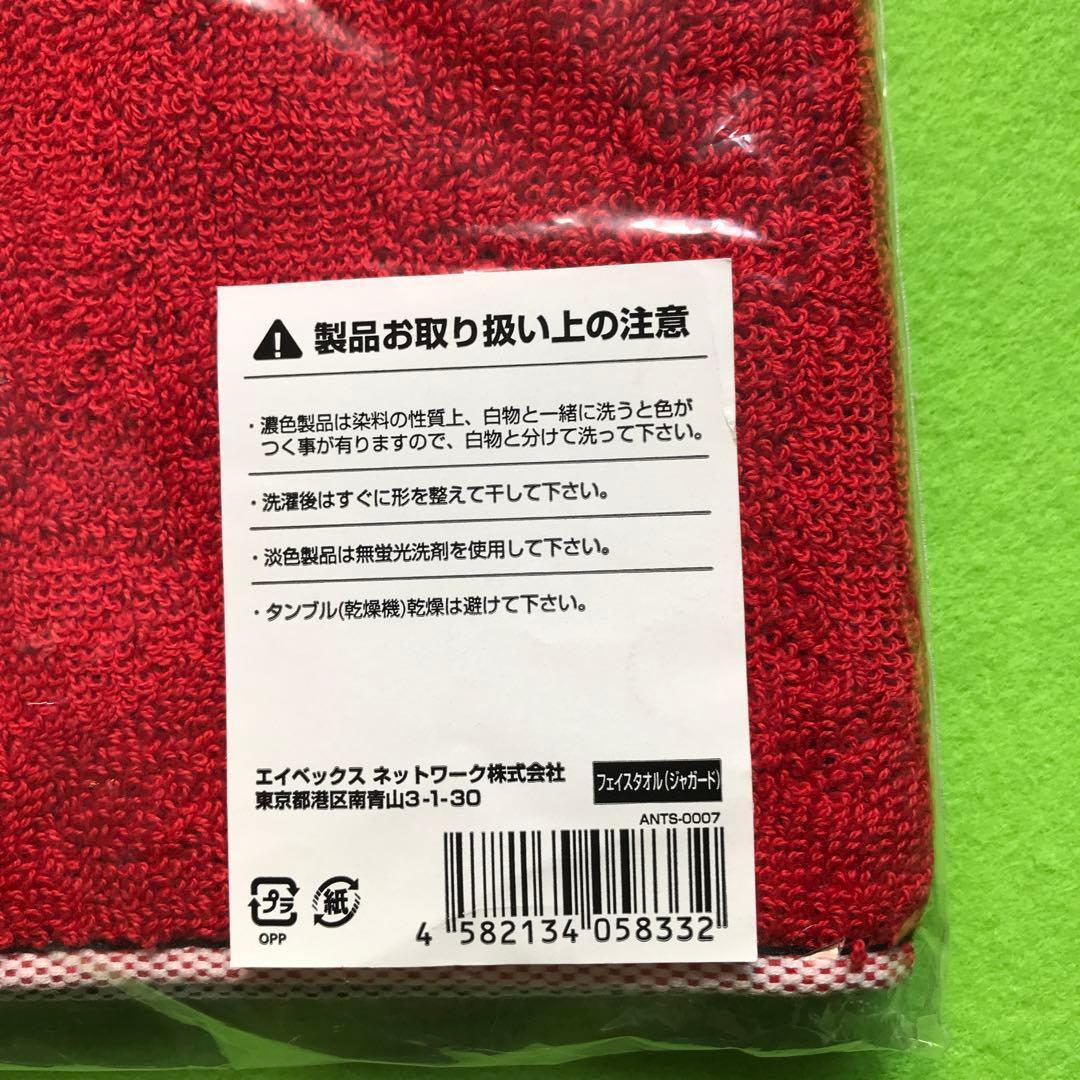 製品お取り扱い上の注意
・濃色製品は染料の性質上、白物と一緒に洗うと色が
つく事が有りますので、白物と分けて洗って下さい。
・洗濯後はすぐに形を整えて干して下さい。
・淡色製品は無蛍光洗剤を使用して下さい。
・タンブル(乾燥機)乾燥は避けて下さい。
エイベックス ネットワーク株式会社
東京都港区南青山3-1-30
フェイスタオル(ジャガード)
ANTS-0007
プラ
OPP
紙
4 582134 058332